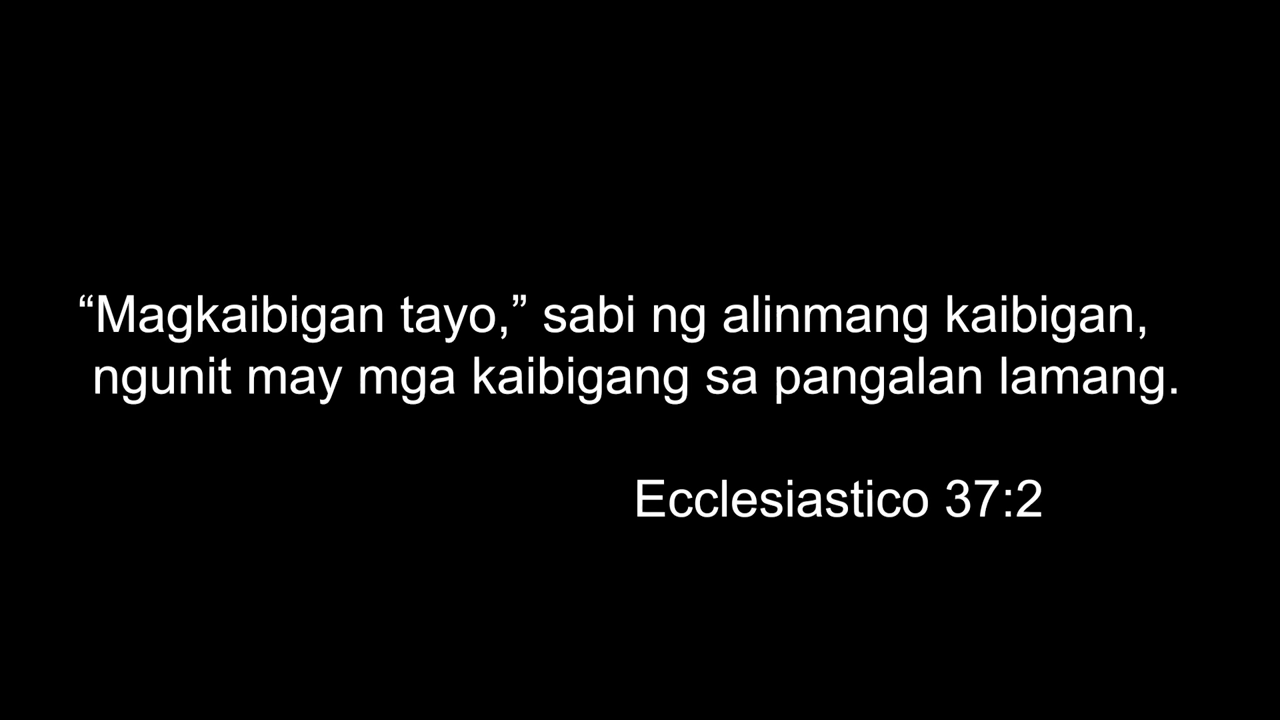 “Magkaibigan tayo,” sabi ng alinmang kaibigan,
ngunit may mga kaibigang sa pangalan lamang.
Ecclesiastico 37:2